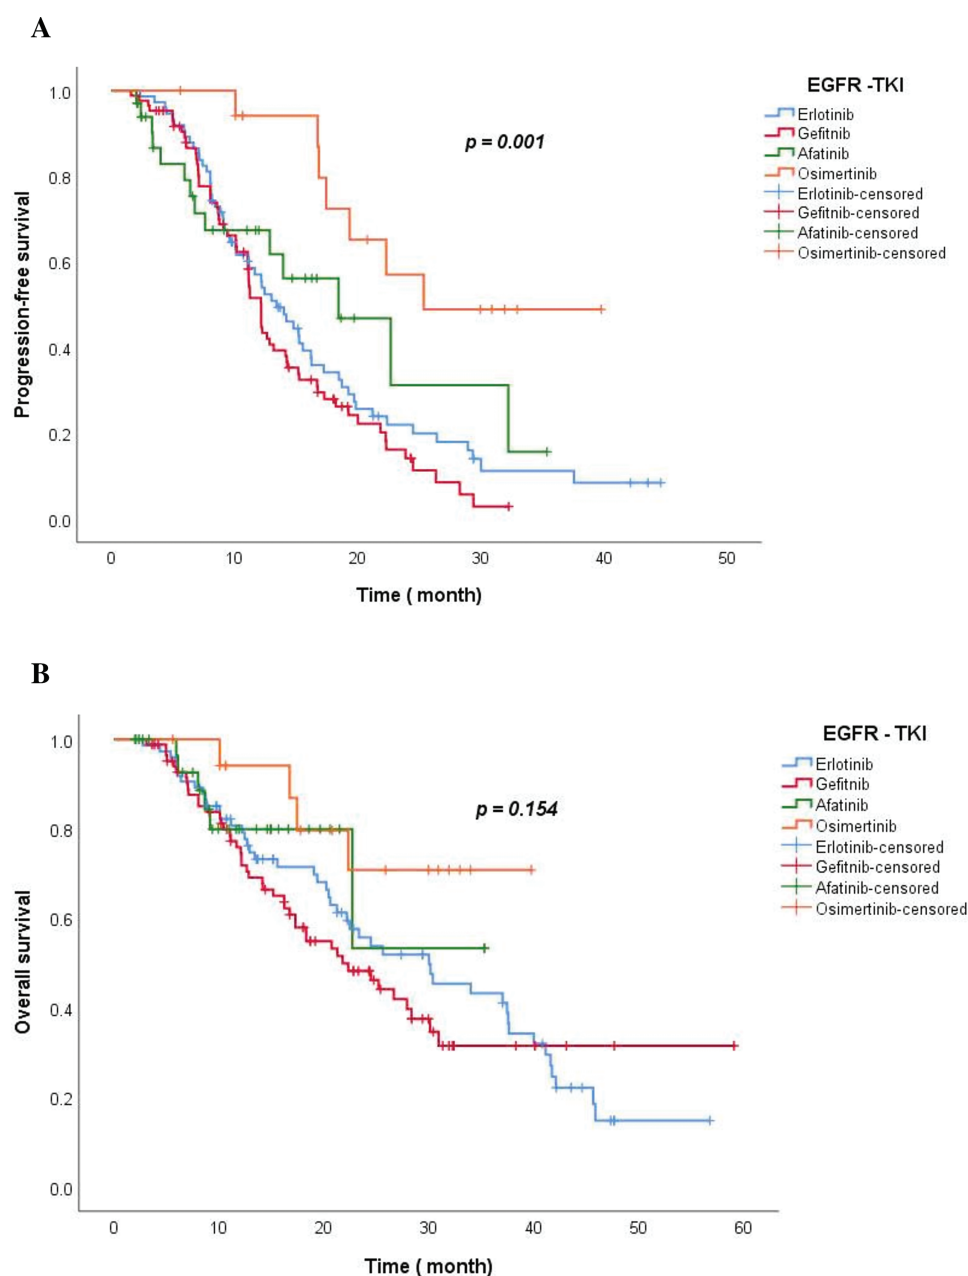 A
EGFR -TKI
Erlotinib
Gefitnib
Afatinib
Osimertinib
Erlotinib-censored
Gefitnib-censored
Afatinib-censored
Osimertinib-censored
p = 0.001
Progression-free survival
1.0
0.8
0.6
0.4
0.2
0.0
0 10 20 30 40 50
Time ( month)
B
EGFR - TKI
Erlotinib
Gefitnib
Afatinib
Osimertinib
Erlotinib-censored
Gefitnib-censored
Afatinib-censored
Osimertinib-censored
p = 0.154
Overall survival
1.0
0.8
0.6
0.4
0.2
0.0
0 10 20 30 40 50 60
Time ( month)